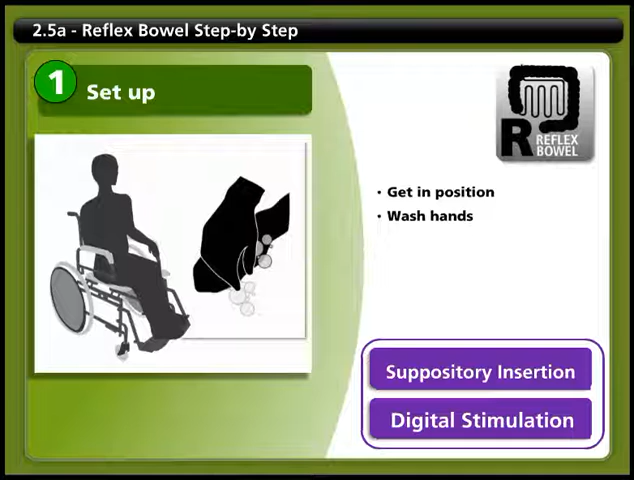 2.5a - Reflex Bowel Step-by Step
1 Set up
R REFLEX
BOWEL
• Get in position
• Wash hands
Suppository Insertion
Digital Stimulation